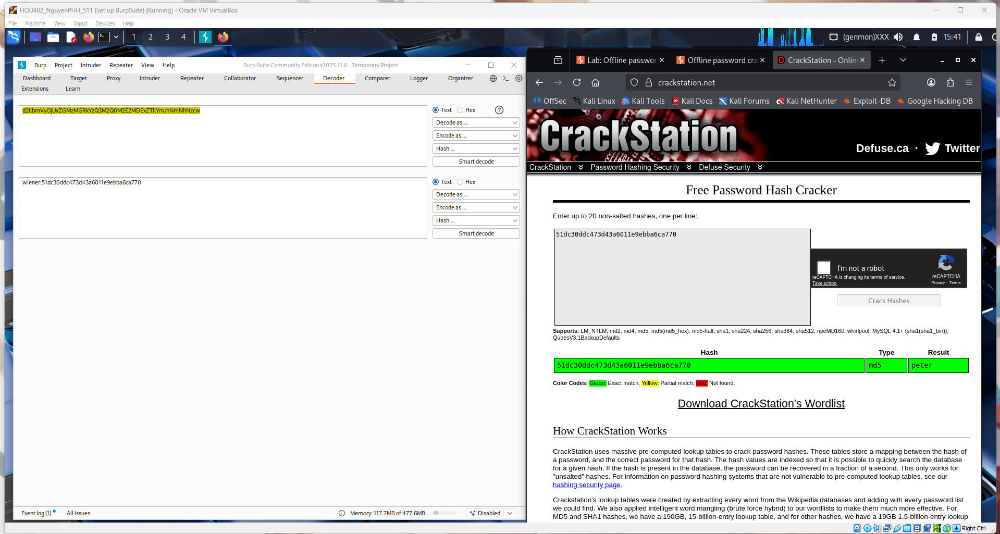 HOD402_NguyenPHH_511 (Set up BurpSuite) [Running] - Oracle VM VirtualBox
File Machine View Input Devices Help
1 2 3 4
(genmon)XXX 15:41
Burp Project Intruder Repeater View Help
Burp Suite Community Edition v2025.11.6 - Temporary Project
Dashboard Target Proxy Intruder Repeater Collaborator Sequencer Decoder Comparer Logger Organizer
Extensions Learn
d2llbmVyOjUxZGMzMGRkYzQ3M2Q0M2E2MDExZTllYmJhNmNhNzcw
Text Hex
Decode as ...
Encode as ...
Hash ...
Smart decode
wiener:51dc30ddc473d43a6011e9ebba6ca770
Text Hex
Decode as ...
Encode as ...
Hash ...
Smart decode
Event log (1) All issues
Memory: 117.7MB of 477.6MB
Disabled
Lab: Offline passwor
Offline password cra
CrackStation - Online
crackstation.net
OffSec Kali Linux Kali Tools Kali Docs Kali Forums Kali NetHunter Exploit-DB Google Hacking DB
CrackStation
Defuse.ca · Twitter
CrackStation Password Hashing Security Defuse Security
Free Password Hash Cracker
Enter up to 20 non-salted hashes, one per line:
51dc30ddc473d43a6011e9ebba6ca770
I'm not a robot
reCAPTCHA is changing its terms of service.
Take action.
reCAPTCHA
Privacy - Terms
Crack Hashes
Supports: LM, NTLM, md2, md4, md5, md5(md5_hex), md5-half, sha1, sha224, sha256, sha384, sha512, ripeMD160, whirlpool, MySQL 4.1+ (sha1(sha1_bin)),
QubesV3.1BackupDefaults
Hash Type Result
51dc30ddc473d43a6011e9ebba6ca770 md5 peter
Color Codes: Green: Exact match, Yellow: Partial match, Red: Not found.
Download CrackStation's Wordlist
How CrackStation Works
CrackStation uses massive pre-computed lookup tables to crack password hashes. These tables store a mapping between the hash of
a password, and the correct password for that hash. The hash values are indexed so that it is possible to quickly search the database
for a given hash. If the hash is present in the database, the password can be recovered in a fraction of a second. This only works for
"unsalted" hashes. For information on password hashing systems that are not vulnerable to pre-computed lookup tables, see our
hashing security page.
Crackstation's lookup tables were created by extracting every word from the Wikipedia databases and adding with every password list
we could find. We also applied intelligent word mangling (brute force hybrid) to our wordlists to make them much more effective. For
MD5 and SHA1 hashes, we have a 190GB, 15-billion-entry lookup table, and for other hashes, we have a 19GB 1.5-billion-entry lookup
Right Ctrl